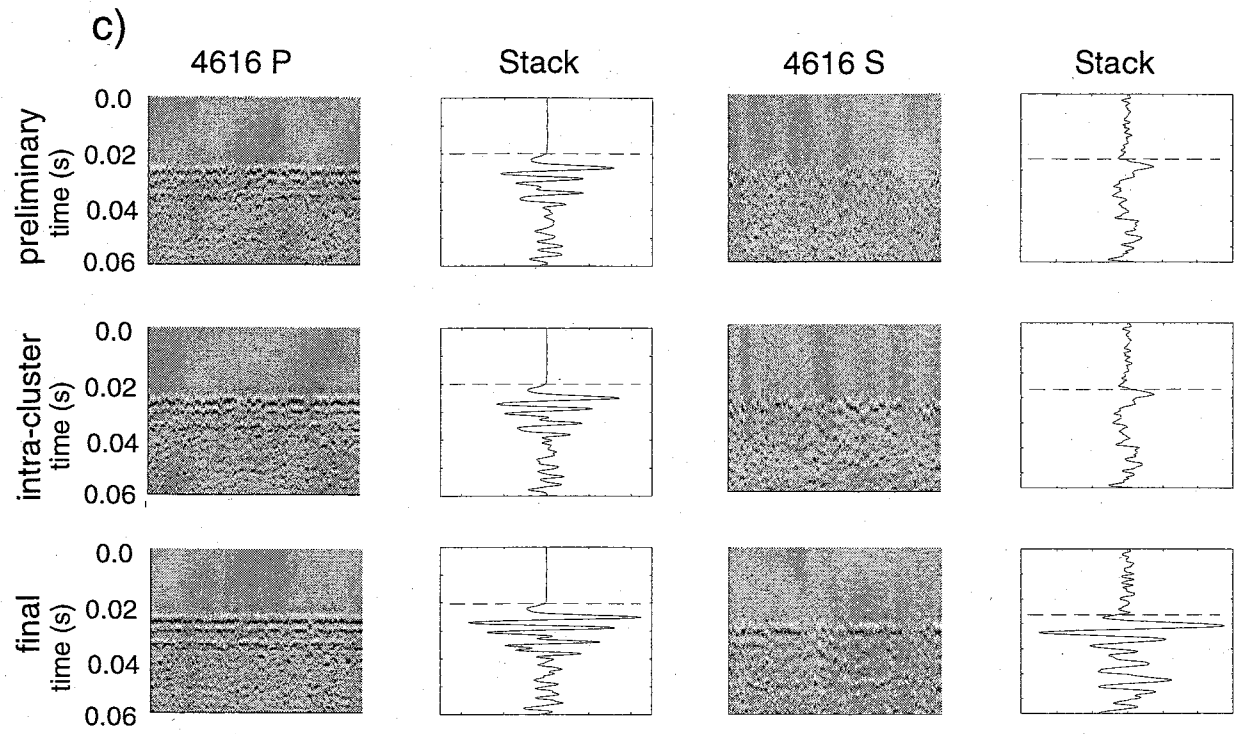 c)
4616 P
Stack
4616 S
Stack
preliminary
time (s)
0.0
0.02
0.04
0.06
intra-cluster
time (s)
0.0
0.02
0.04
0.06
final
time (s)
0.0
0.02
0.04
0.06